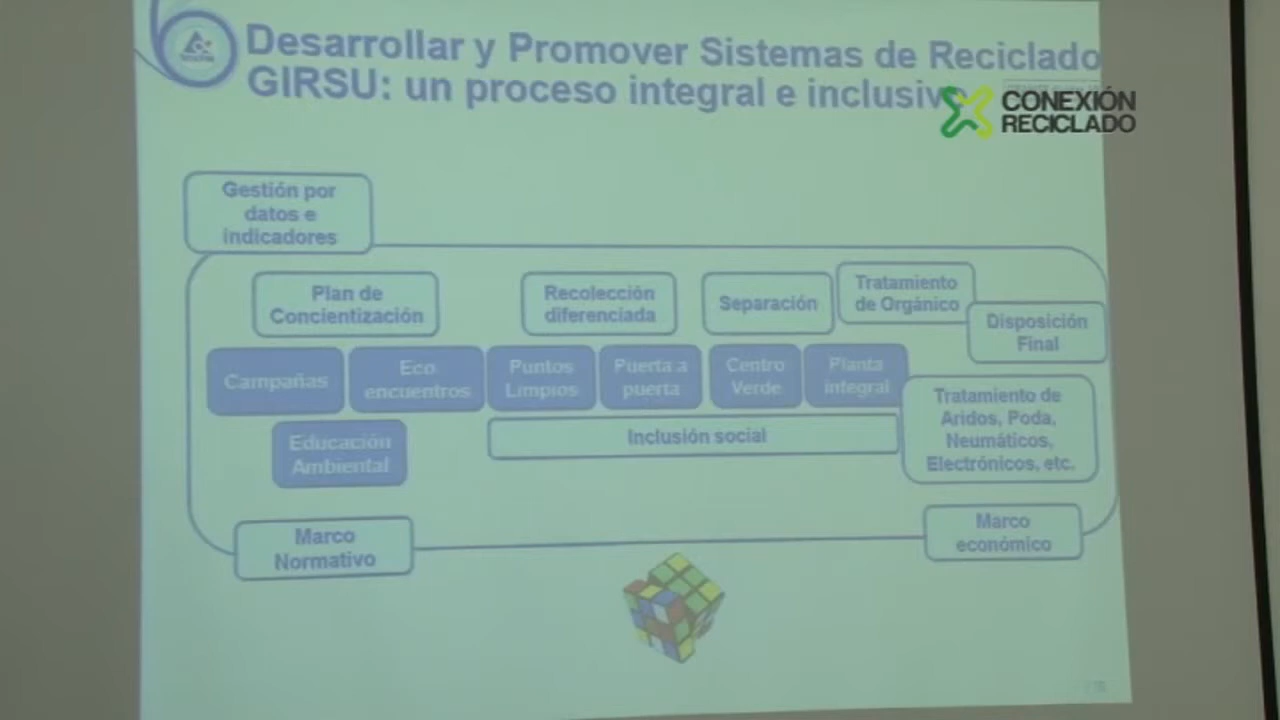 Desarrollar y Promover Sistemas de Reciclado
GIRSU: un proceso integral e inclusivo
CONEXIÓN
RECICLADO
Gestión por
datos e
indicadores
Plan de
Concientización
Recolección
diferenciada
Separación
Tratamiento
de Orgánico
Disposición
Final
Campañas
Eco
encuentros
Puntos
Limpios
Puerta a
puerta
Centro
Verde
Planta
integral
Tratamiento de
Aridos, Poda,
Neumáticos,
Electrónicos, etc.
Inclusión social
Educación
Ambiental
Marco
Normativo
Marco
económico